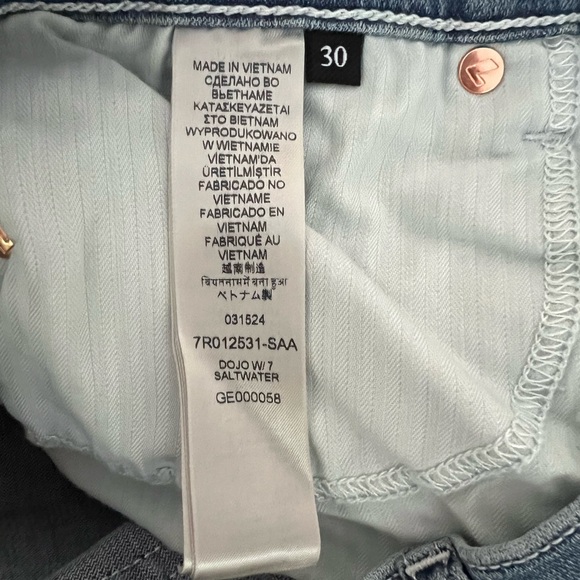 30
MADE IN VIETNAM
СДЕЛАНО ВО
ВЬЕТНАМЕ
ΚΑΤΑΣΚΕΥΑΖΕΤΑΙ
ΣΤΟ ΒΙΕΤΝΑΜ
WYPRODUKOWANO
W WIETNAMIE
VİETNAM'DA
ÜRETİLMİŞTİR
FABRICADO NO
VIETNAME
FABRICADO EN
VIETNAM
FABRIQUÉ AU
VIETNAM
越南制造
वियतनाम में बना हुआ
ベトナム製
031524
7R012531-SAA
DOJO W/ 7
SALTWATER
GE000058